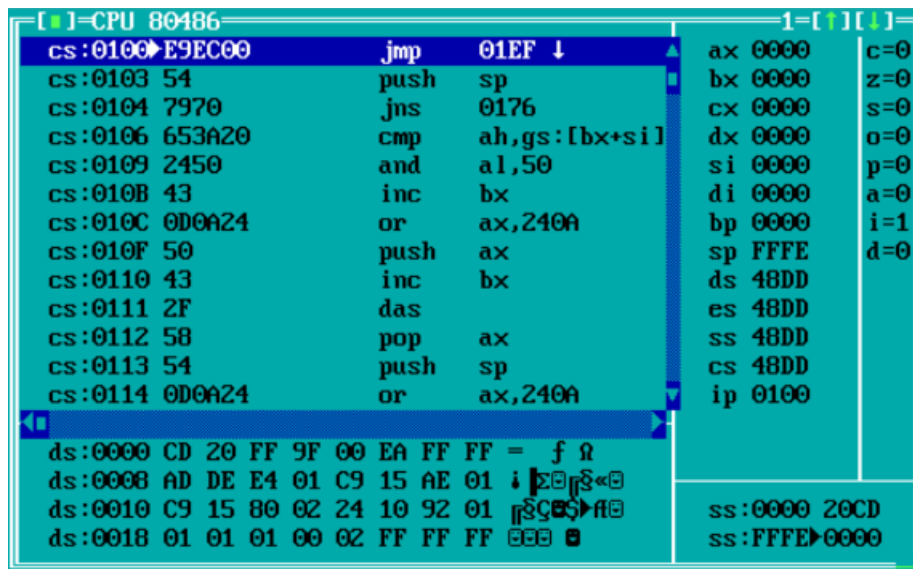 [■]=CPU 80486 1=[↑][↓]
cs:0100►E9EC00 jmp 01EF ↓ ax 0000 c=0
cs:0103 54 push sp bx 0000 z=0
cs:0104 7970 jns 0176 cx 0000 s=0
cs:0106 653A20 cmp ah,gs:[bx+si] dx 0000 o=0
cs:0109 2450 and al,50 si 0000 p=0
cs:010B 43 inc bx di 0000 a=0
cs:010C 0D0A24 or ax,240A bp 0000 i=1
cs:010F 50 push ax sp FFFE d=0
cs:0110 43 inc bx ds 48DD
cs:0111 2F das es 48DD
cs:0112 58 pop ax ss 48DD
cs:0113 54 push sp cs 48DD
cs:0114 0D0A24 or ax,240A ip 0100
ds:0000 CD 20 FF 9F 00 EA FF FF = ƒ Ω
ds:0008 AD DE E4 01 C9 15 AE 01 ¡▐Σ☺╔§«☺
ds:0010 C9 15 80 02 24 10 92 01 ╔§Ç☻$►Æ☺ ss:0000 20CD
ds:0018 01 01 01 00 02 FF FF FF ☺☺☺ ☻ ss:FFFE►0000